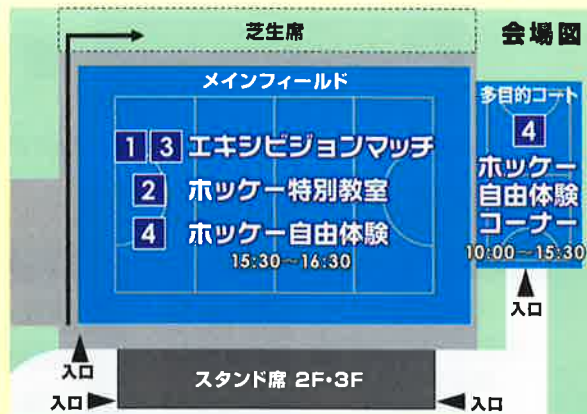 芝生席
会場図
メインフィールド
1 3 エキシビジョンマッチ
2 ホッケー特別教室
4 ホッケー自由体験
15:30～16:30
多目的コート
4
ホッケー
自由体験
コーナー
10:00～15:30
入口
入口
スタンド席 2F・3F
入口
入口